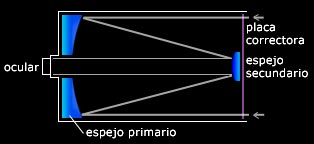 placa
correctora
ocular
espejo
secundario
espejo primario